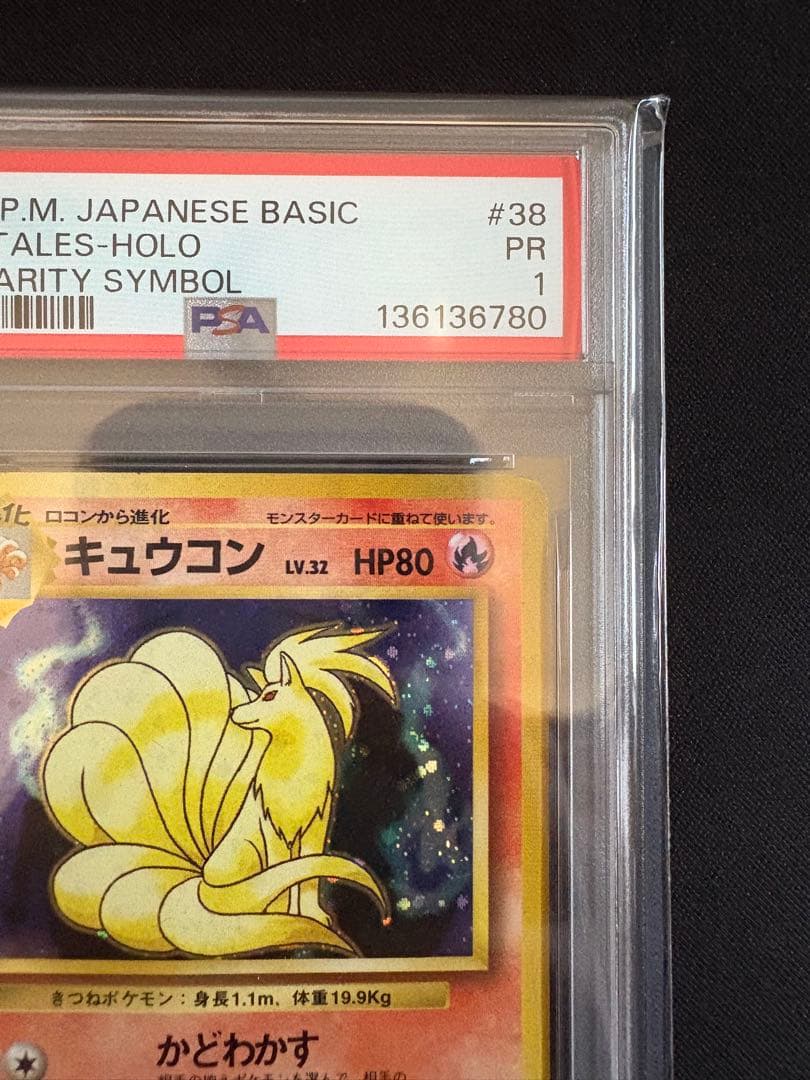 P.M. JAPANESE BASIC #38
TALES-HOLO PR
ARITY SYMBOL 1
PSA 136136780
化 ロコンから進化 モンスターカードに重ねて使います。
キュウコン LV.32 HP80
きつねポケモン：身長1.1m、体重19.9Kg
かどわかす